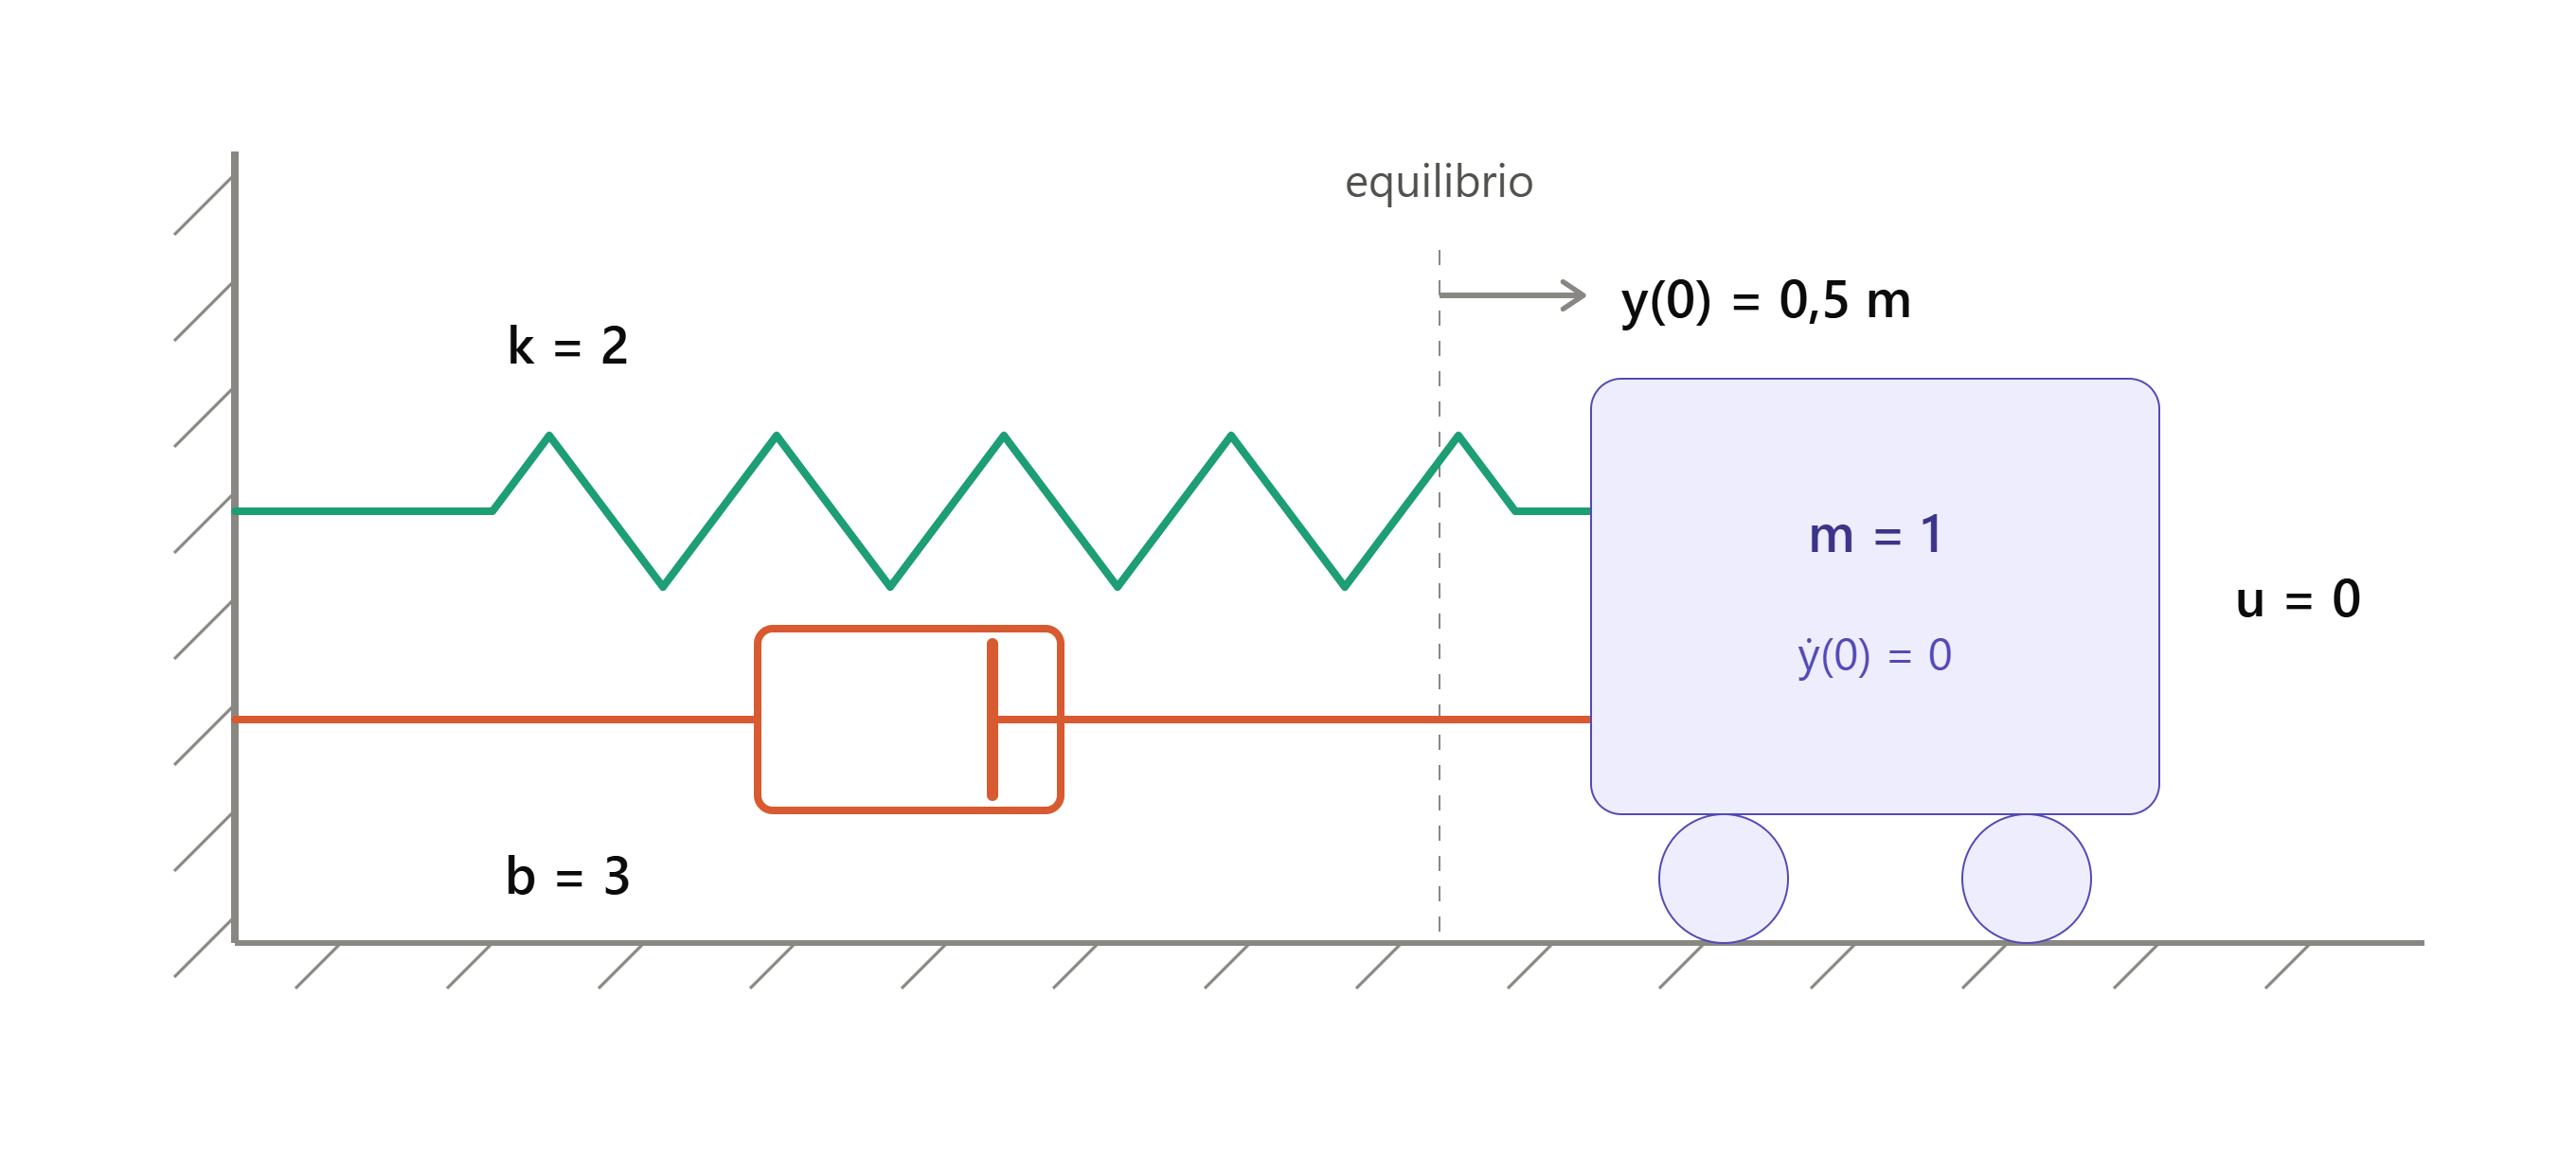 equilibrio
y(0) = 0,5 m
k = 2
m = 1
u = 0
ẏ(0) = 0
b = 3